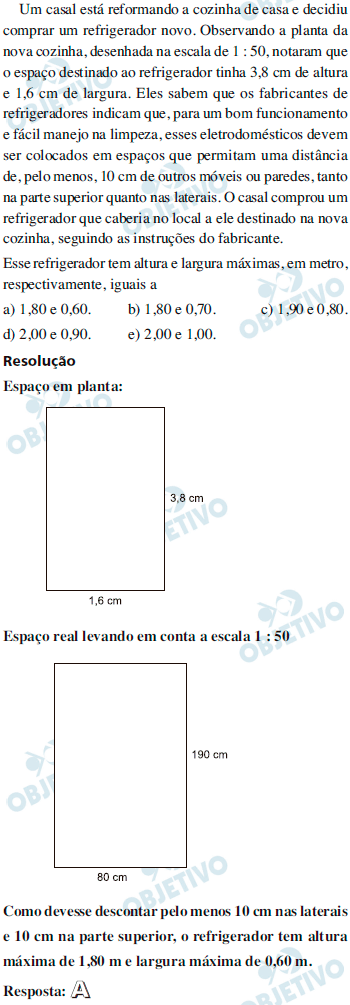 Um casal está reformando a cozinha de casa e decidiu
comprar um refrigerador novo. Observando a planta da
nova cozinha, desenhada na escala de 1 : 50, notaram que
o espaço destinado ao refrigerador tinha 3,8 cm de altura
e 1,6 cm de largura. Eles sabem que os fabricantes de
refrigeradores indicam que, para um bom funcionamento
e fácil manejo na limpeza, esses eletrodomésticos devem
ser colocados em espaços que permitam uma distância
de, pelo menos, 10 cm de outros móveis ou paredes, tanto
na parte superior quanto nas laterais. O casal comprou um
refrigerador que caberia no local a ele destinado na nova
cozinha, seguindo as instruções do fabricante.
Esse refrigerador tem altura e largura máximas, em metro,
respectivamente, iguais a
a) 1,80 e 0,60. b) 1,80 e 0,70. c) 1,90 e 0,80.
d) 2,00 e 0,90. e) 2,00 e 1,00.
Resolução
Espaço em planta:
3,8 cm
1,6 cm
Espaço real levando em conta a escala 1 : 50
190 cm
80 cm
Como devesse descontar pelo menos 10 cm nas laterais
e 10 cm na parte superior, o refrigerador tem altura
máxima de 1,80 m e largura máxima de 0,60 m.
Resposta: A
OBJETIVO
OBJETIVO
OBJETIVO
OBJETIVO
OBJETIVO
OBJETIVO
OBJETIVO
OBJETIVO
OBJETIVO
OBJETIVO